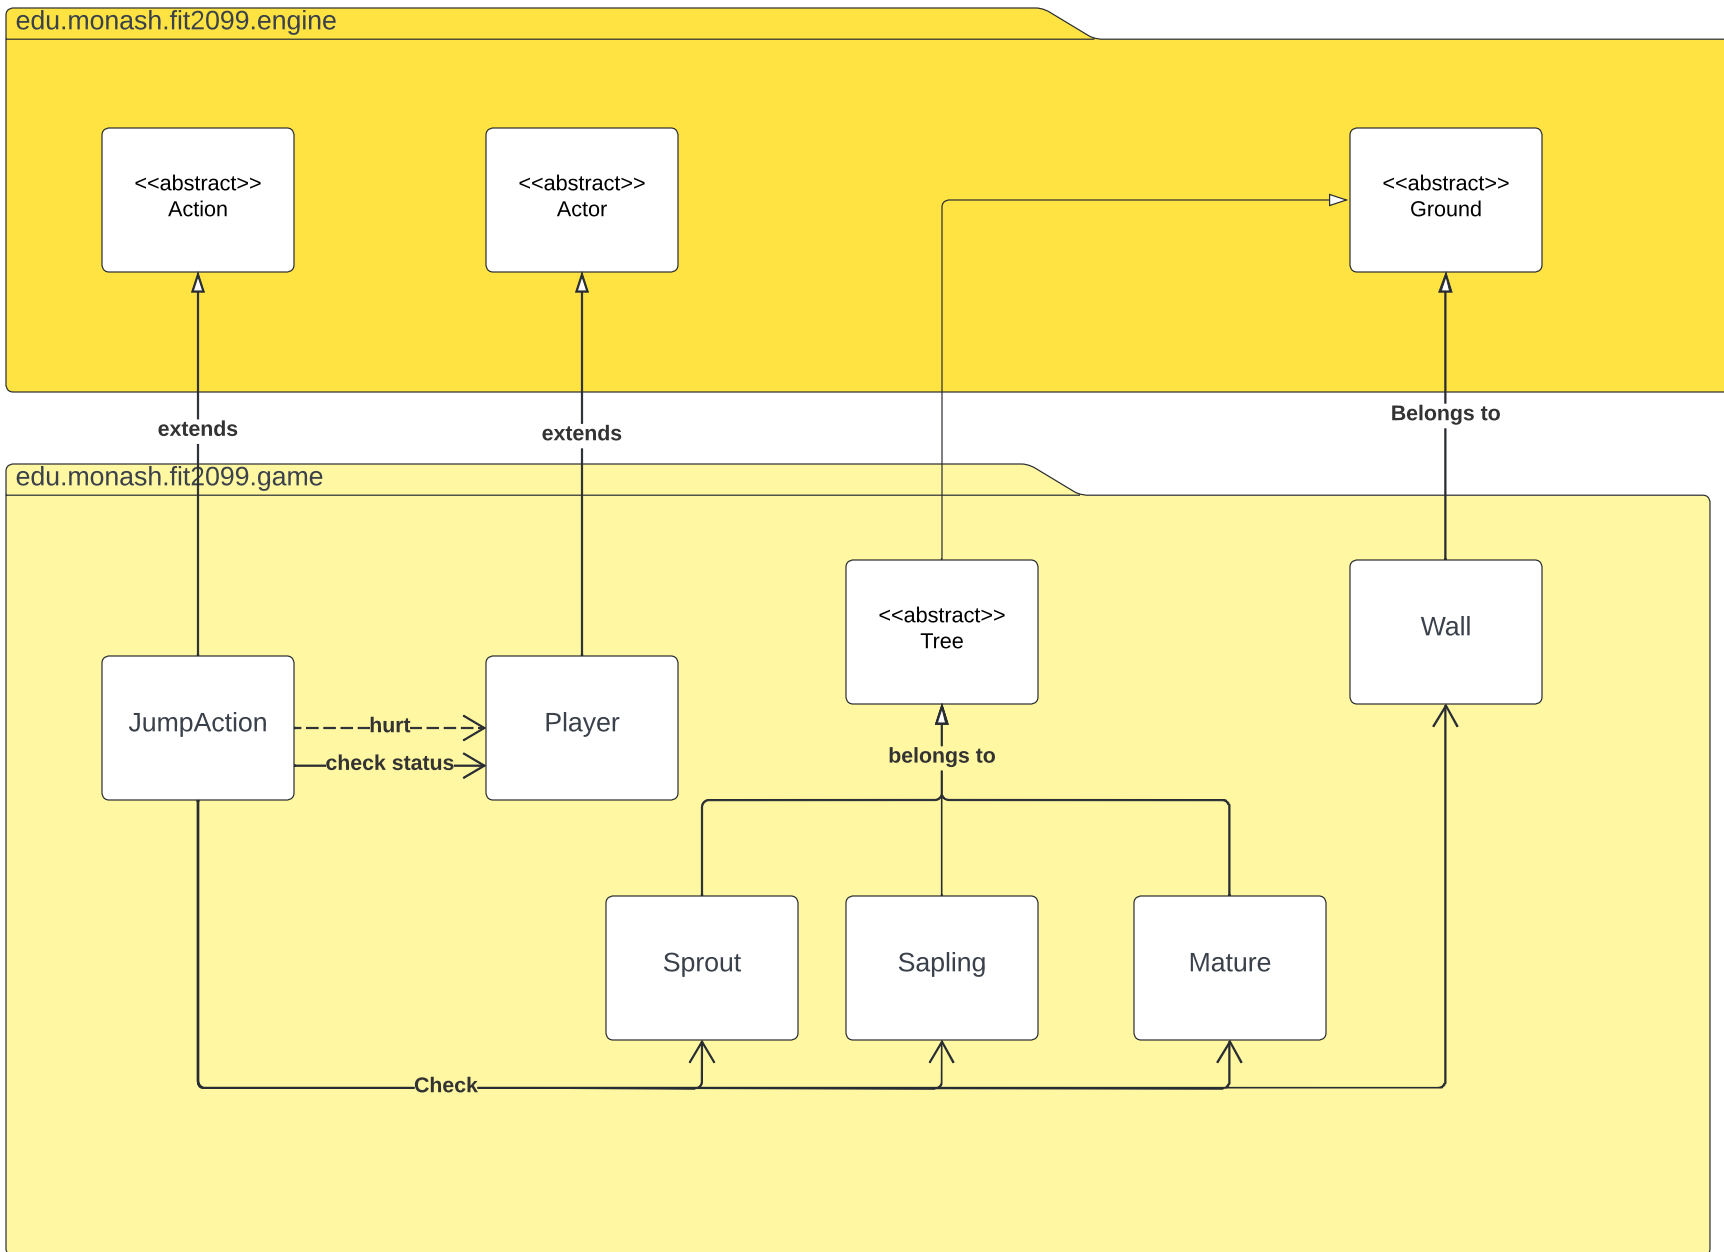 edu.monash.fit2099.engine
<<abstract>>
Action
<<abstract>>
Actor
<<abstract>>
Ground
extends
extends
Belongs to
edu.monash.fit2099.game
<<abstract>>
Tree
Wall
JumpAction
hurt
check status
Player
belongs to
Sprout
Sapling
Mature
Check